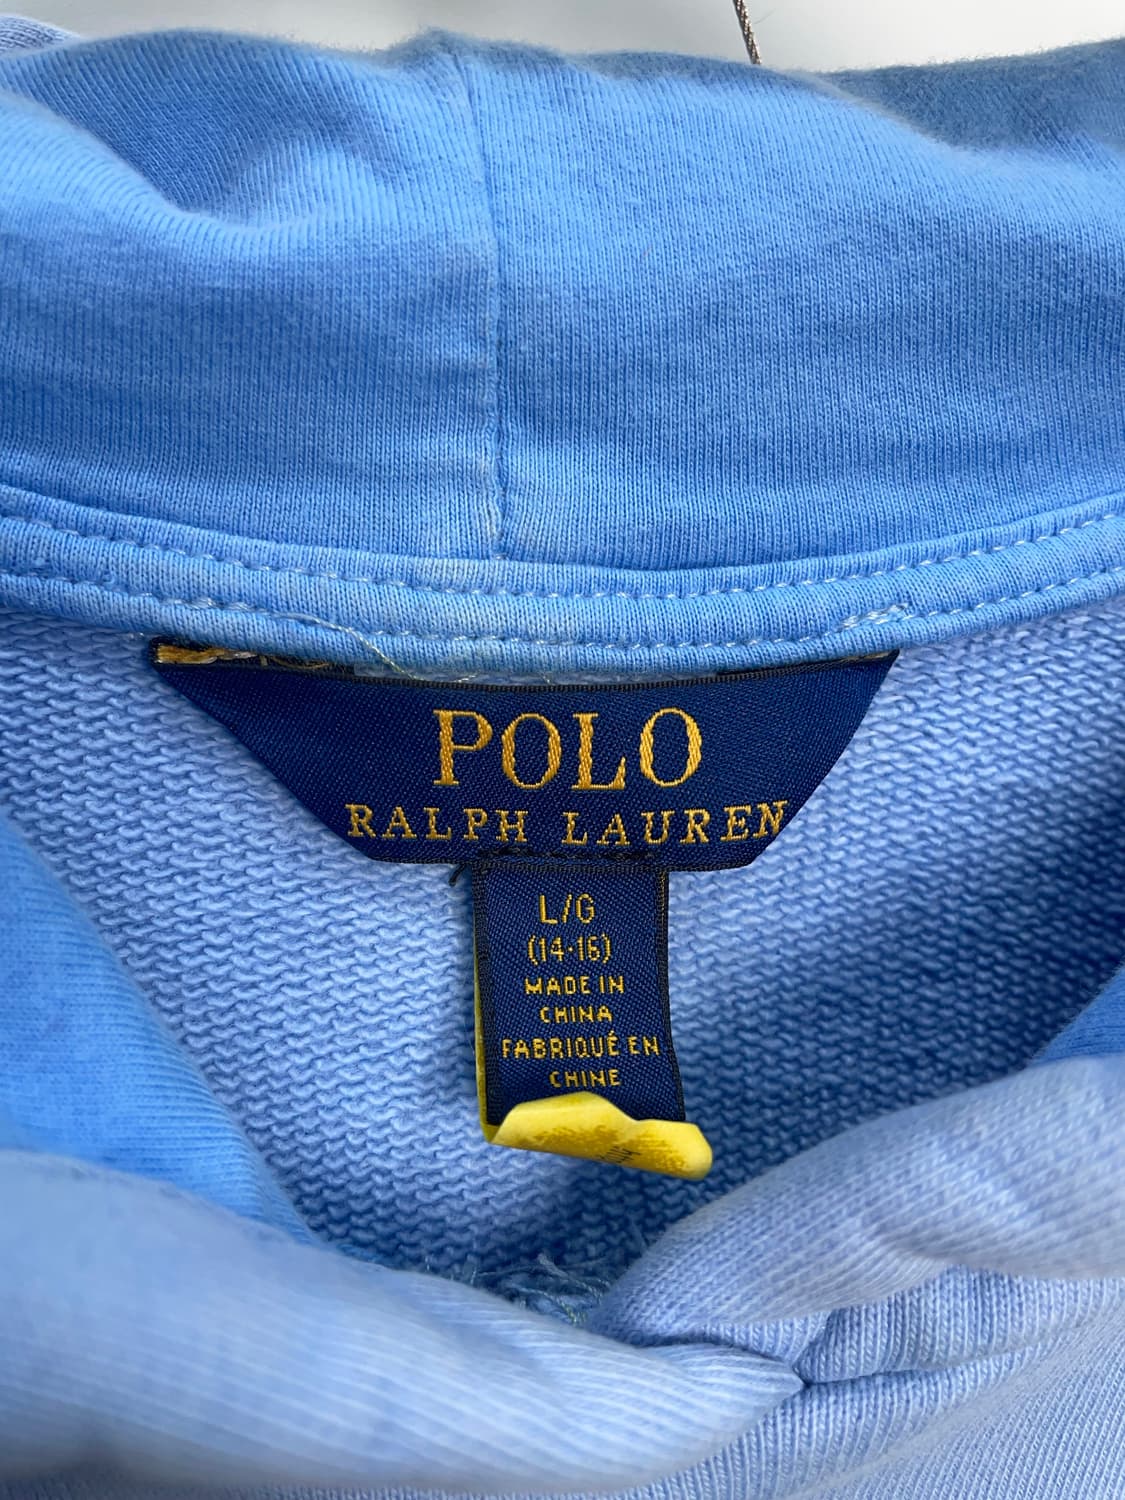 POLO
RALPH LAUREN
L/G
(14-16)
MADE IN
CHINA
FABRIQUÉ EN
CHINE